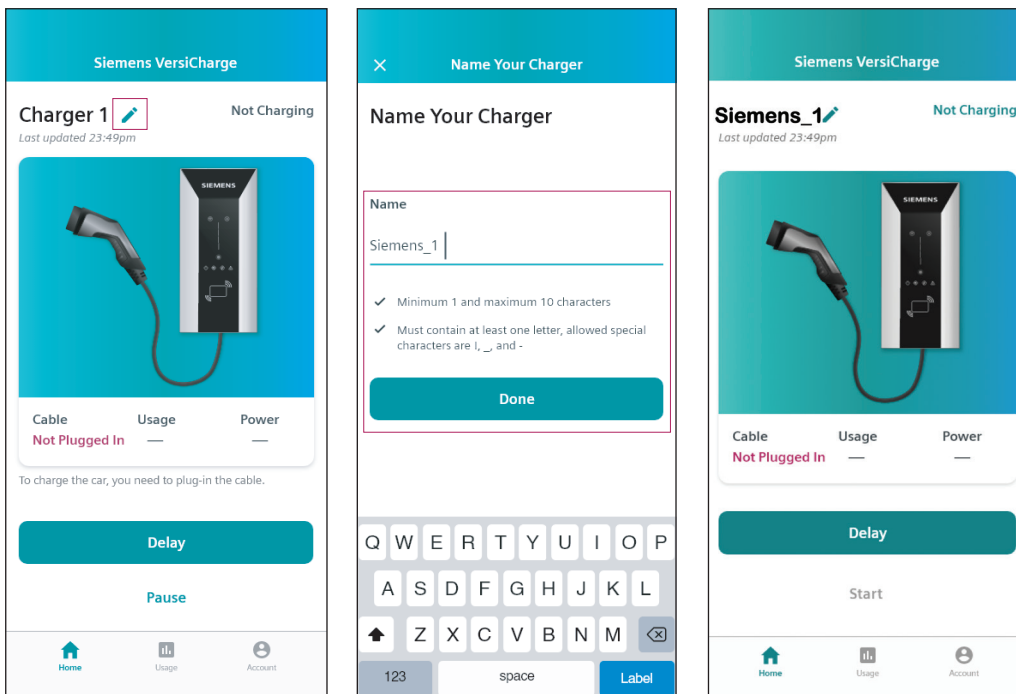 Siemens VersiCharge
Charger 1
Not Charging
Last updated 23:49pm
SIEMENS
Cable Usage Power
Not Plugged In — —
To charge the car, you need to plug-in the cable.
Delay
Pause
Home Usage Account
× Name Your Charger
Name Your Charger
Name
Siemens_1
Minimum 1 and maximum 10 characters
Must contain at least one letter, allowed special
characters are I, _, and -
Done
Q W E R T Y U I O P
A S D F G H J K L
Z X C V B N M
123 space Label
Siemens VersiCharge
Siemens_1
Not Charging
Last updated 23:49pm
SIEMENS
Cable Usage Power
Not Plugged In — —
Delay
Start
Home Usage Account